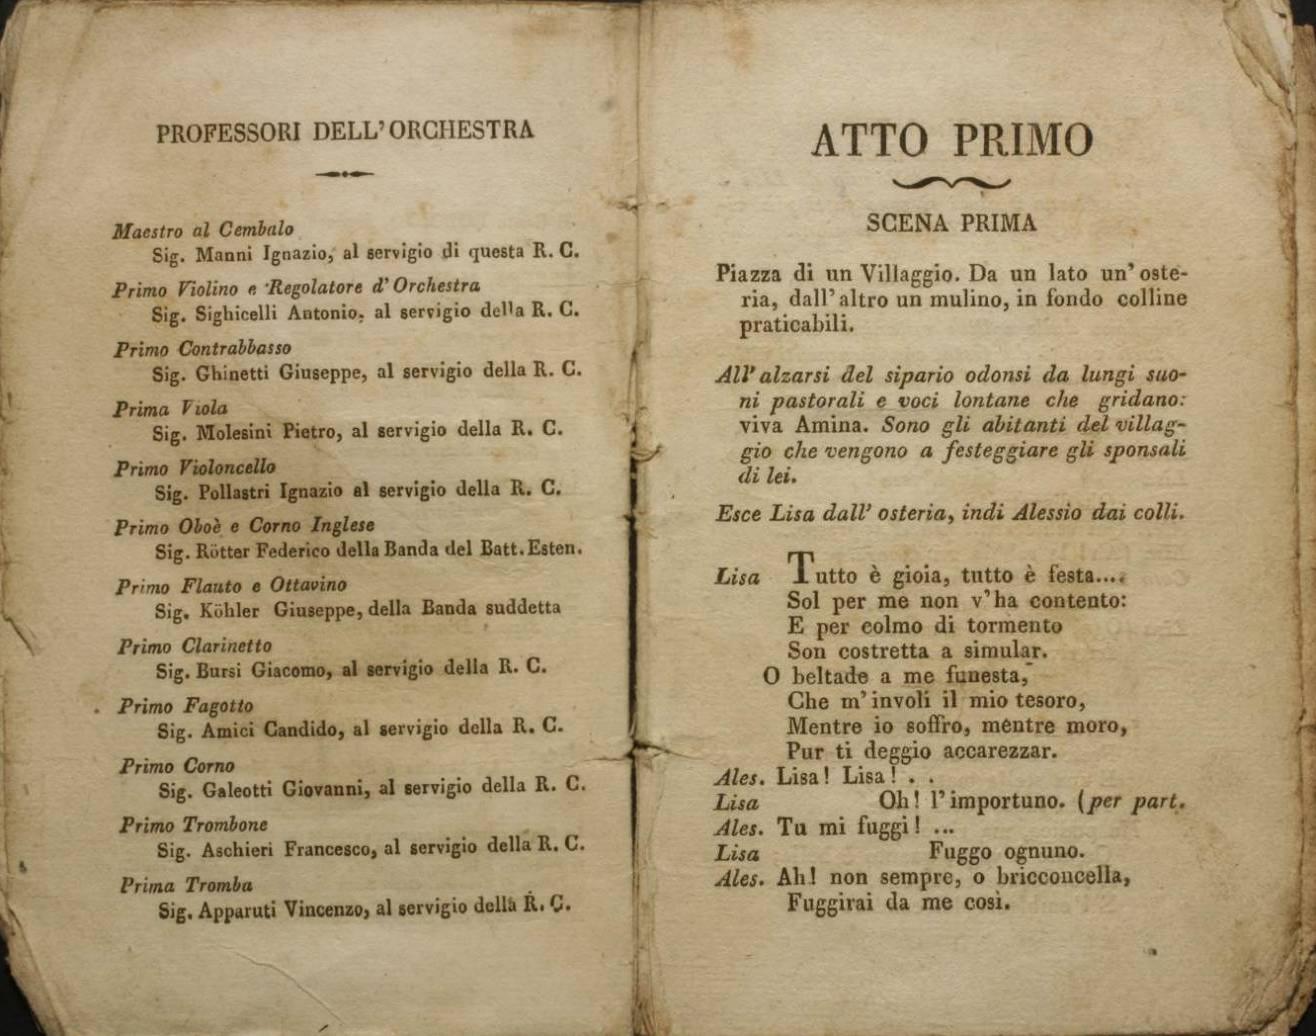 PROFESSORI DELL'ORCHESTRA
Maestro al Cembalo
Sig. Manni Ignazio, al servigio di questa R. C.
Primo Violino e Regolatore d'Orchestra
Sig. Sighicelli Antonio, al servigio della R. C.
Primo Contrabbasso
Sig. Ghinetti Giuseppe, al servigio della R. C.
Prima Viola
Sig. Molesini Pietro, al servigio della R. C.
Primo Violoncello
Sig. Pollastri Ignazio al servigio della R. C.
Primo Oboè e Corno Inglese
Sig. Rötter Federico della Banda del Batt. Esten.
Primo Flauto e Ottavino
Sig. Köhler Giuseppe, della Banda suddetta
Primo Clarinetto
Sig. Bursi Giacomo, al servigio della R. C.
Primo Fagotto
Sig. Amici Candido, al servigio della R. C.
Primo Corno
Sig. Galeotti Giovanni, al servigio della R. C.
Primo Trombone
Sig. Aschieri Francesco, al servigio della R. C.
Prima Tromba
Sig. Apparuti Vincenzo, al servigio della R. C.
ATTO PRIMO
SCENA PRIMA
Piazza di un Villaggio. Da un lato un' oste-
ria, dall' altro un mulino, in fondo colline
praticabili.
All' alzarsi del sipario odonsi da lungi suo-
ni pastorali e voci lontane che gridano:
viva Amina. Sono gli abitanti del villag-
gio che vengono a festeggiare gli sponsali
di lei.
Esce Lisa dall' osteria, indi Alessio dai colli.
Lisa Tutto è gioia, tutto è festa....
Sol per me non v'ha contento:
E per colmo di tormento
Son costretta a simular.
O beltade a me funesta,
Che m'involi il mio tesoro,
Mentre io soffro, mentre moro,
Pur ti deggio accarezzar.
Ales. Lisa! Lisa! . .
Lisa Oh! l'importuno. (per part.
Ales. Tu mi fuggi! ...
Lisa Fuggo ognuno.
Ales. Ah! non sempre, o bricconcella,
Fuggirai da me così.